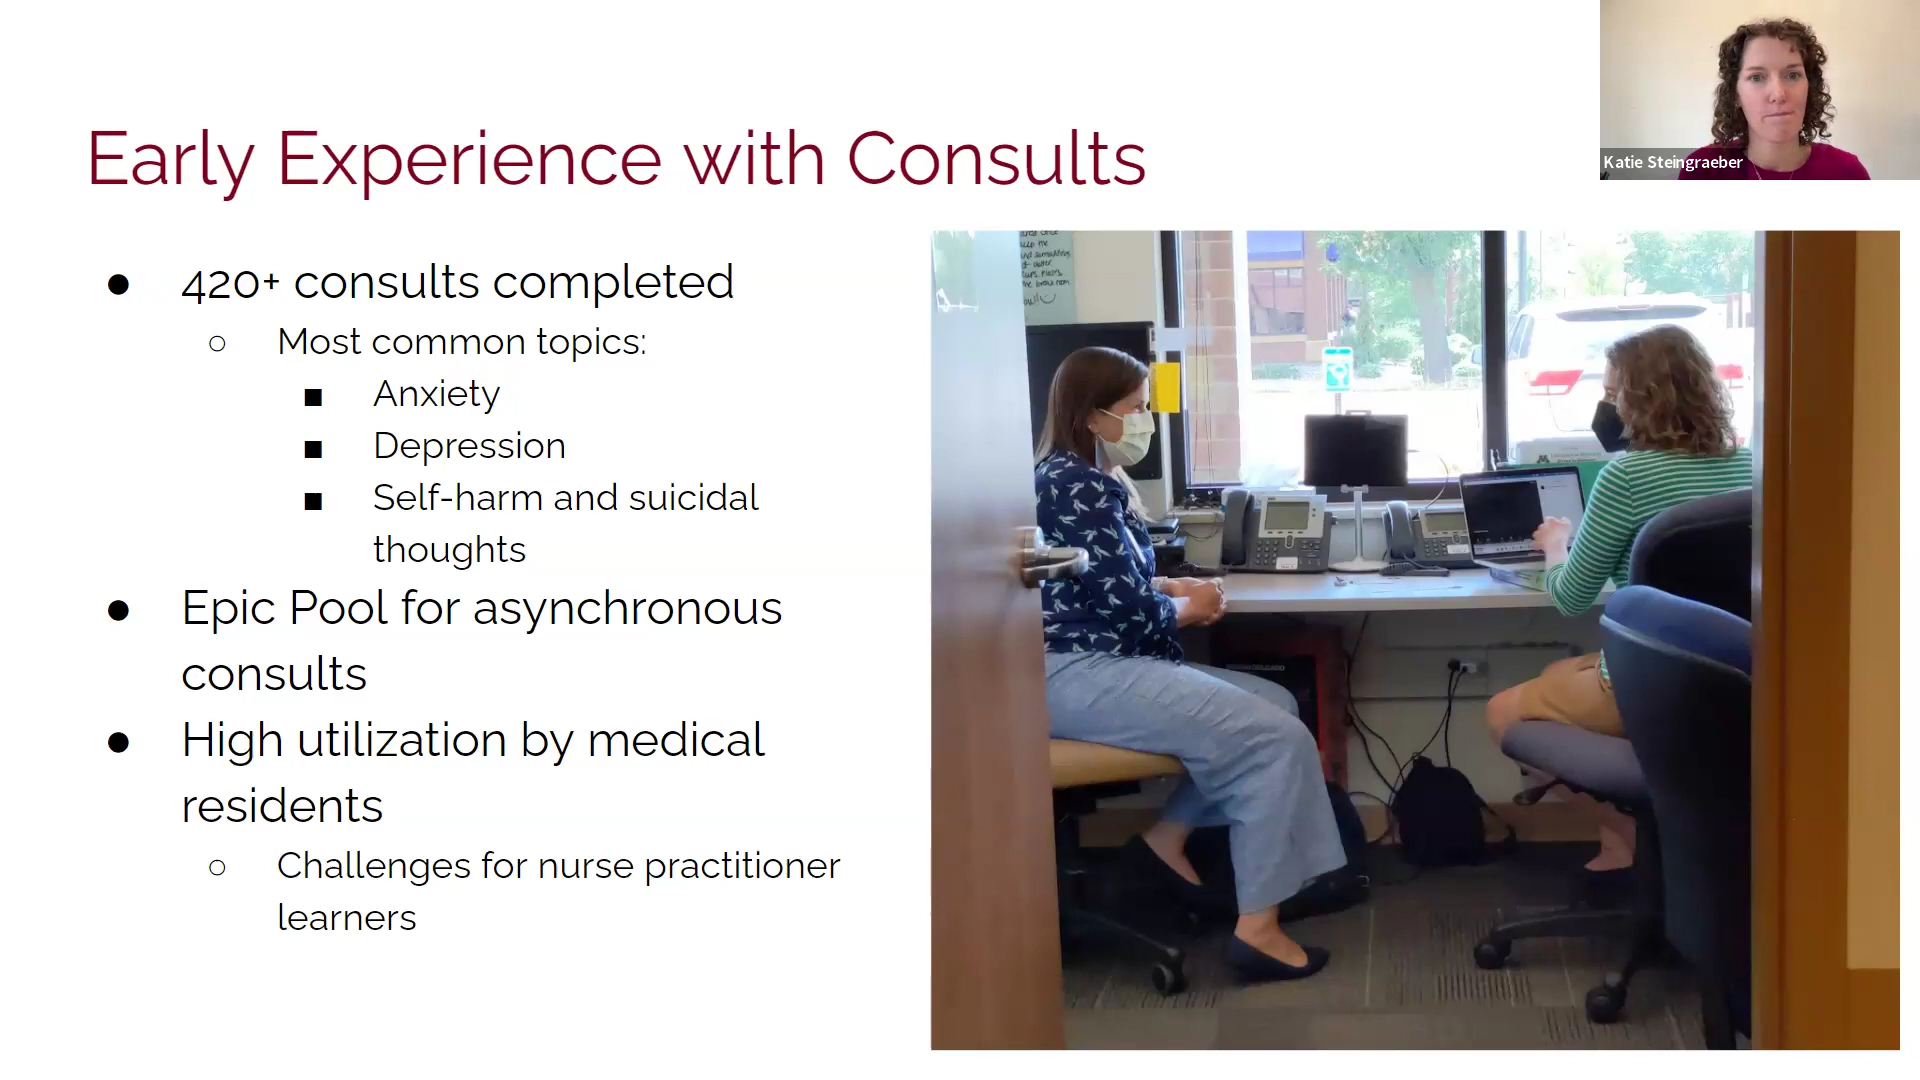 Early Experience with Consults
Katie Steingraeber
● 420+ consults completed
○ Most common topics:
■ Anxiety
■ Depression
■ Self-harm and suicidal
thoughts
● Epic Pool for asynchronous
consults
● High utilization by medical
residents
○ Challenges for nurse practitioner
learners